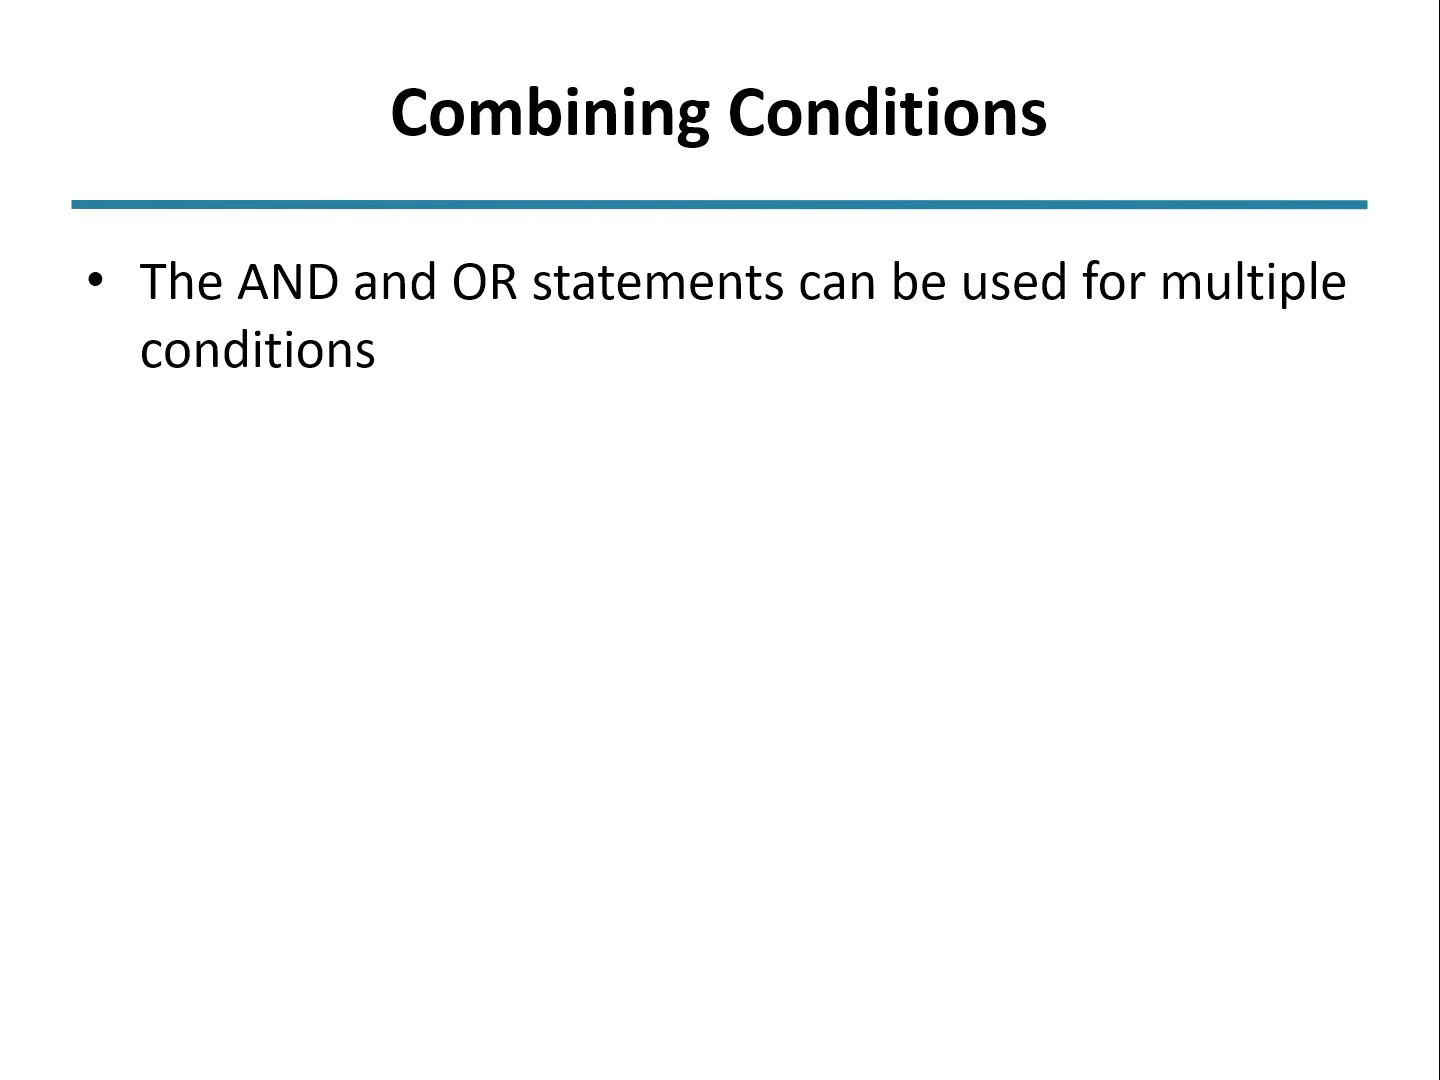 Combining Conditions
• The AND and OR statements can be used for multiple
conditions